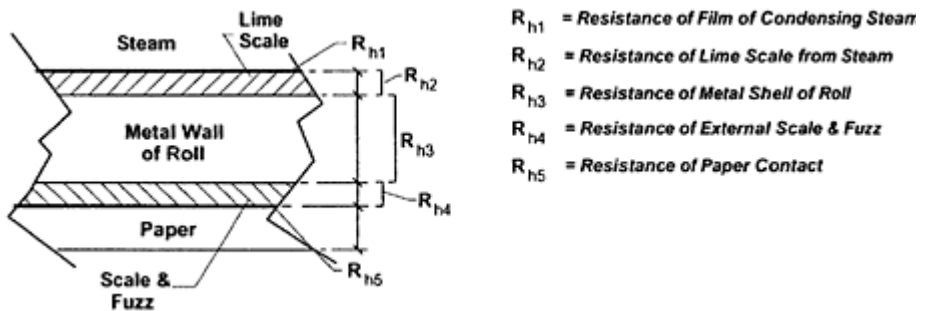 Steam
Lime
Scale
R h1
R h2
Metal Wall
of Roll
R h3
R h4
Paper
R h5
Scale &
Fuzz
R h1 = Resistance of Film of Condensing Steam
R h2 = Resistance of Lime Scale from Steam
R h3 = Resistance of Metal Shell of Roll
R h4 = Resistance of External Scale & Fuzz
R h5 = Resistance of Paper Contact